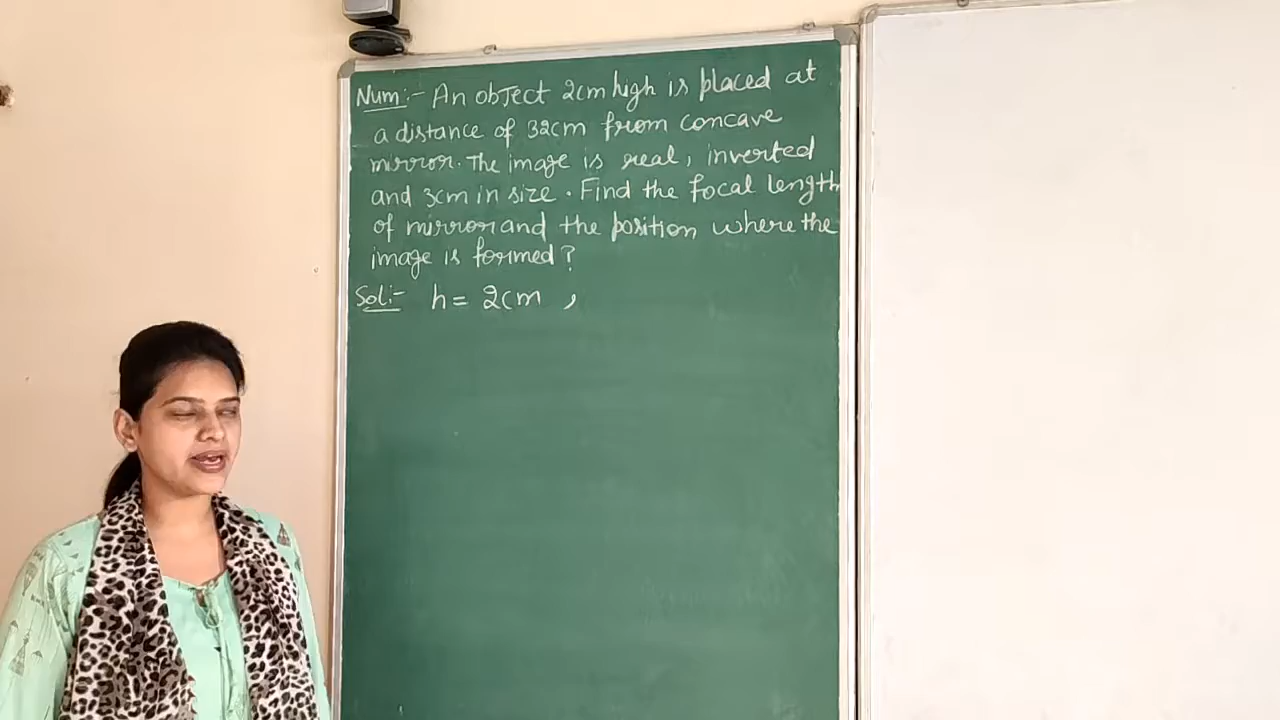 Num:- An object 2cm high is placed at
a distance of 32cm from concave
mirror. The image is real, inverted
and 3cm in size. Find the focal length
of mirror and the position where the
image is formed?
Sol:- h = 2cm ,